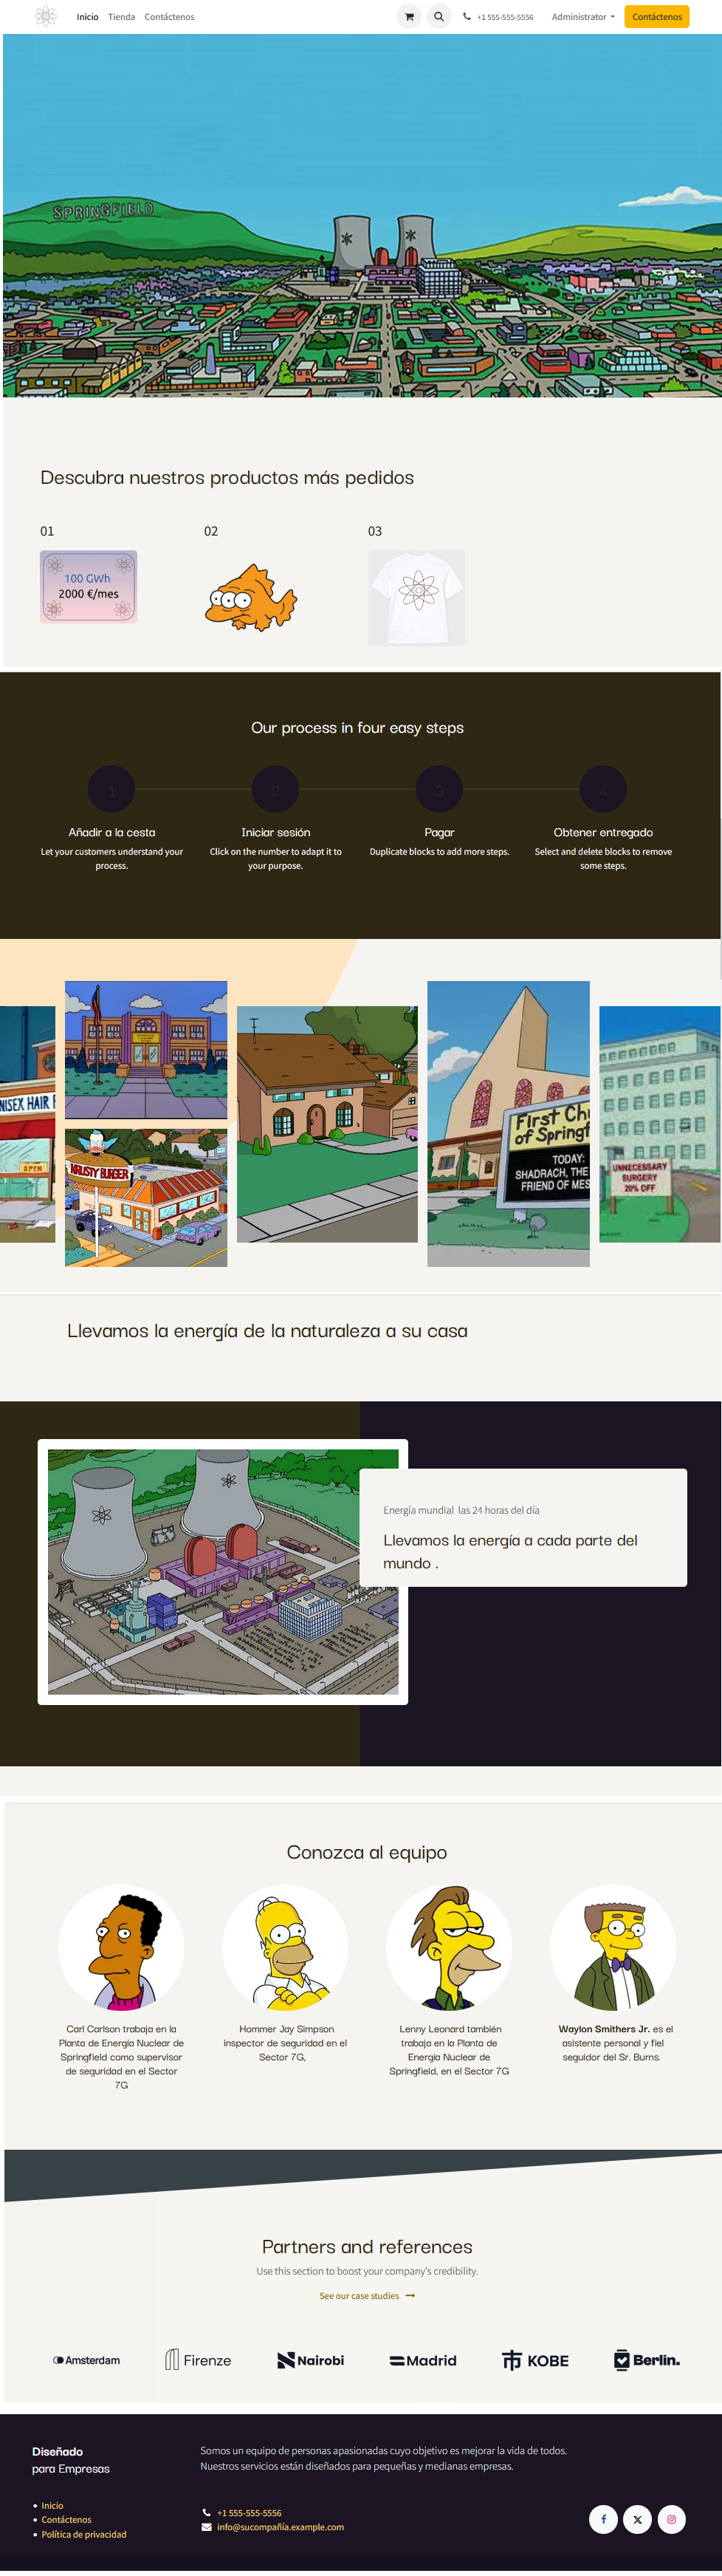 Inicio Tienda Contáctenos +1 555-555-5556 Administrator Contáctenos
SPRINGFIELD
Descubra nuestros productos más pedidos
01 02 03
100 GWh
2000 €/mes
Our process in four easy steps
1 2 3 4
Añadir a la cesta
Let your customers understand your
process.
Iniciar sesión
Click on the number to adapt it to
your purpose.
Pagar
Duplicate blocks to add more steps.
Obtener entregado
Select and delete blocks to remove
some steps.
NISEX HAIR
OPEN
KRUSTY BURGER
First Chu
of Springf
TODAY:
SHADRACH, THE
FRIEND OF MES
UNNECESSARY
SURGERY
20% OFF
Llevamos la energía de la naturaleza a su casa
Energía mundial las 24 horas del día
Llevamos la energía a cada parte del
mundo .
Conozca al equipo
Carl Carlson trabaja en la
Planta de Energía Nuclear de
Springfield como supervisor
de seguridad en el Sector
7G
Hommer Jay Simpson
inspector de seguridad en el
Sector 7G,
Lenny Leonard también
trabaja en la Planta de
Energía Nuclear de
Springfield, en el Sector 7G
Waylon Smithers Jr. es el
asistente personal y fiel
seguidor del Sr. Burns.
Partners and references
Use this section to boost your company's credibility.
See our case studies
Amsterdam Firenze Nairobi Madrid KOBE Berlin.
Diseñado
para Empresas
Somos un equipo de personas apasionadas cuyo objetivo es mejorar la vida de todos.
Nuestros servicios están diseñados para pequeñas y medianas empresas.
Inicio
Contáctenos
Política de privacidad
+1 555-555-5556
info@sucompañía.example.com